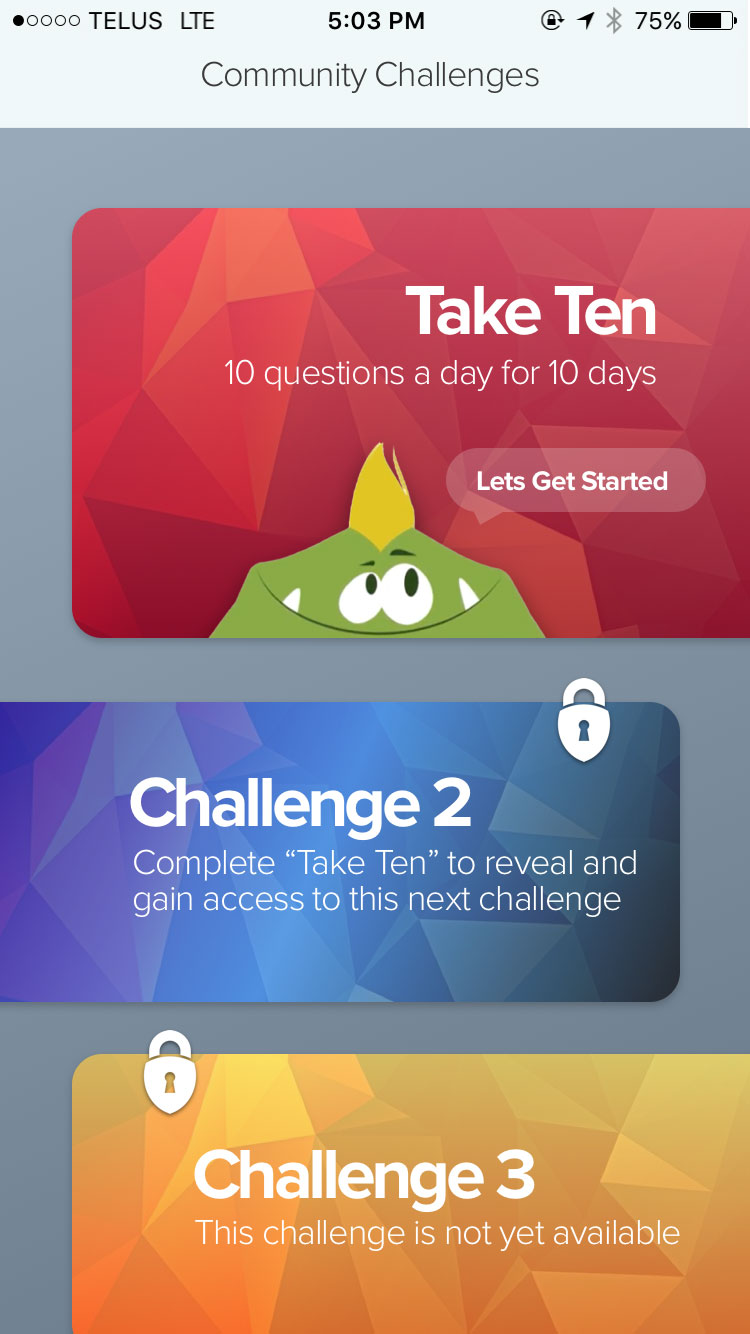 TELUS LTE 5:03 PM 75%
Community Challenges
Take Ten
10 questions a day for 10 days
Lets Get Started
Challenge 2
Complete “Take Ten” to reveal and
gain access to this next challenge
Challenge 3
This challenge is not yet available